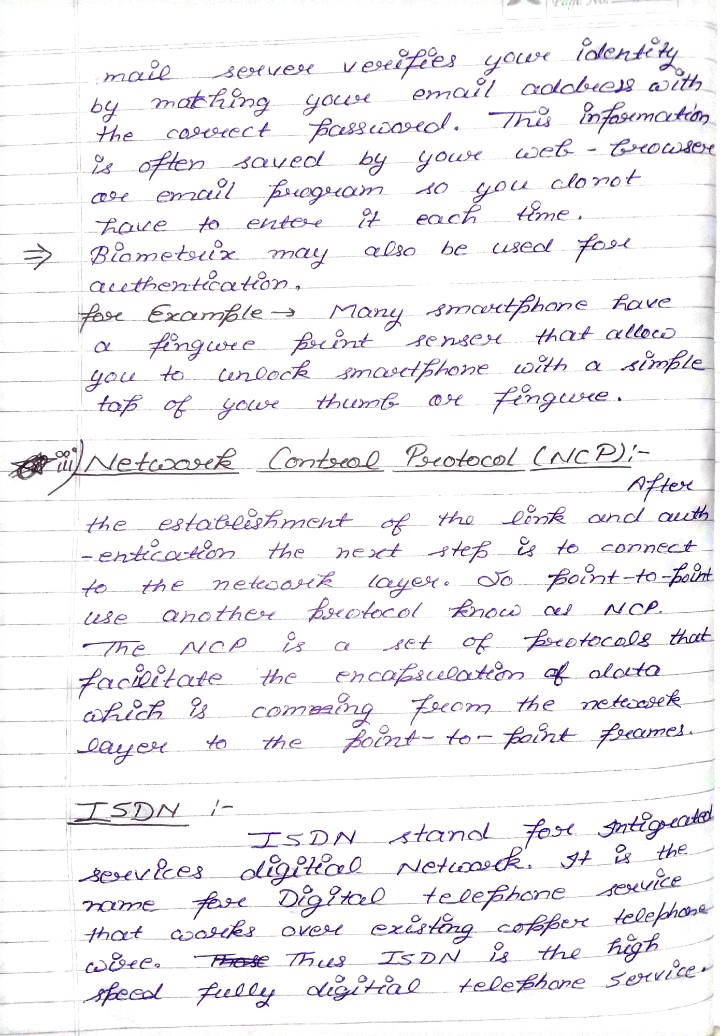 mail server verifies your identity
by matching your email address with
the correct password. This information
is often saved by your web-browser
or email program so you donot
have to enter it each time.
⇒ Biometrix may also be used for
authentication.
for Example → Many smartphone have
a fingure print senser that allow
you to unlock smartphone with a simple
tap of your thumb or fingure.
iii) Network Control Protocol (NCP):-
After
the establishment of the link and auth
-entication the next step is to connect
to the network layer. So point-to-point
use another protocol know as NCP.
The NCP is a set of protocols that
facilitate the encapsulation of data
which is comming from the network
layer to the point-to-point frames.
ISDN :-
ISDN stand for Intigrated
services digitical Network. It is the
name for Digital telephone service
that works over existing copper telephone
wire. Thus ISDN is the high
speed fully digitial telephone service.